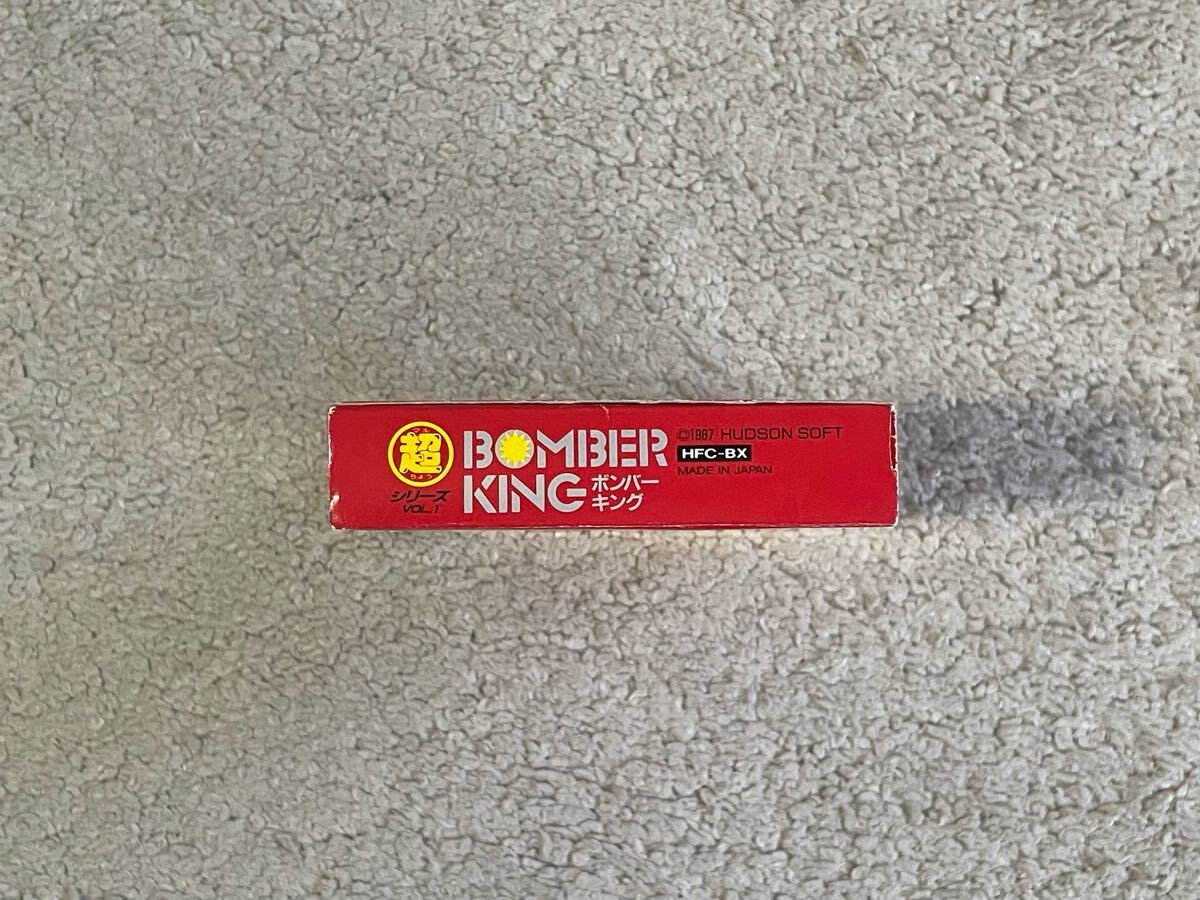 マル
超
ちょう
シリーズ
VOL.1
BOMBER
KING
ボンバー
キング
©1987 HUDSON SOFT
HFC-BX
MADE IN JAPAN